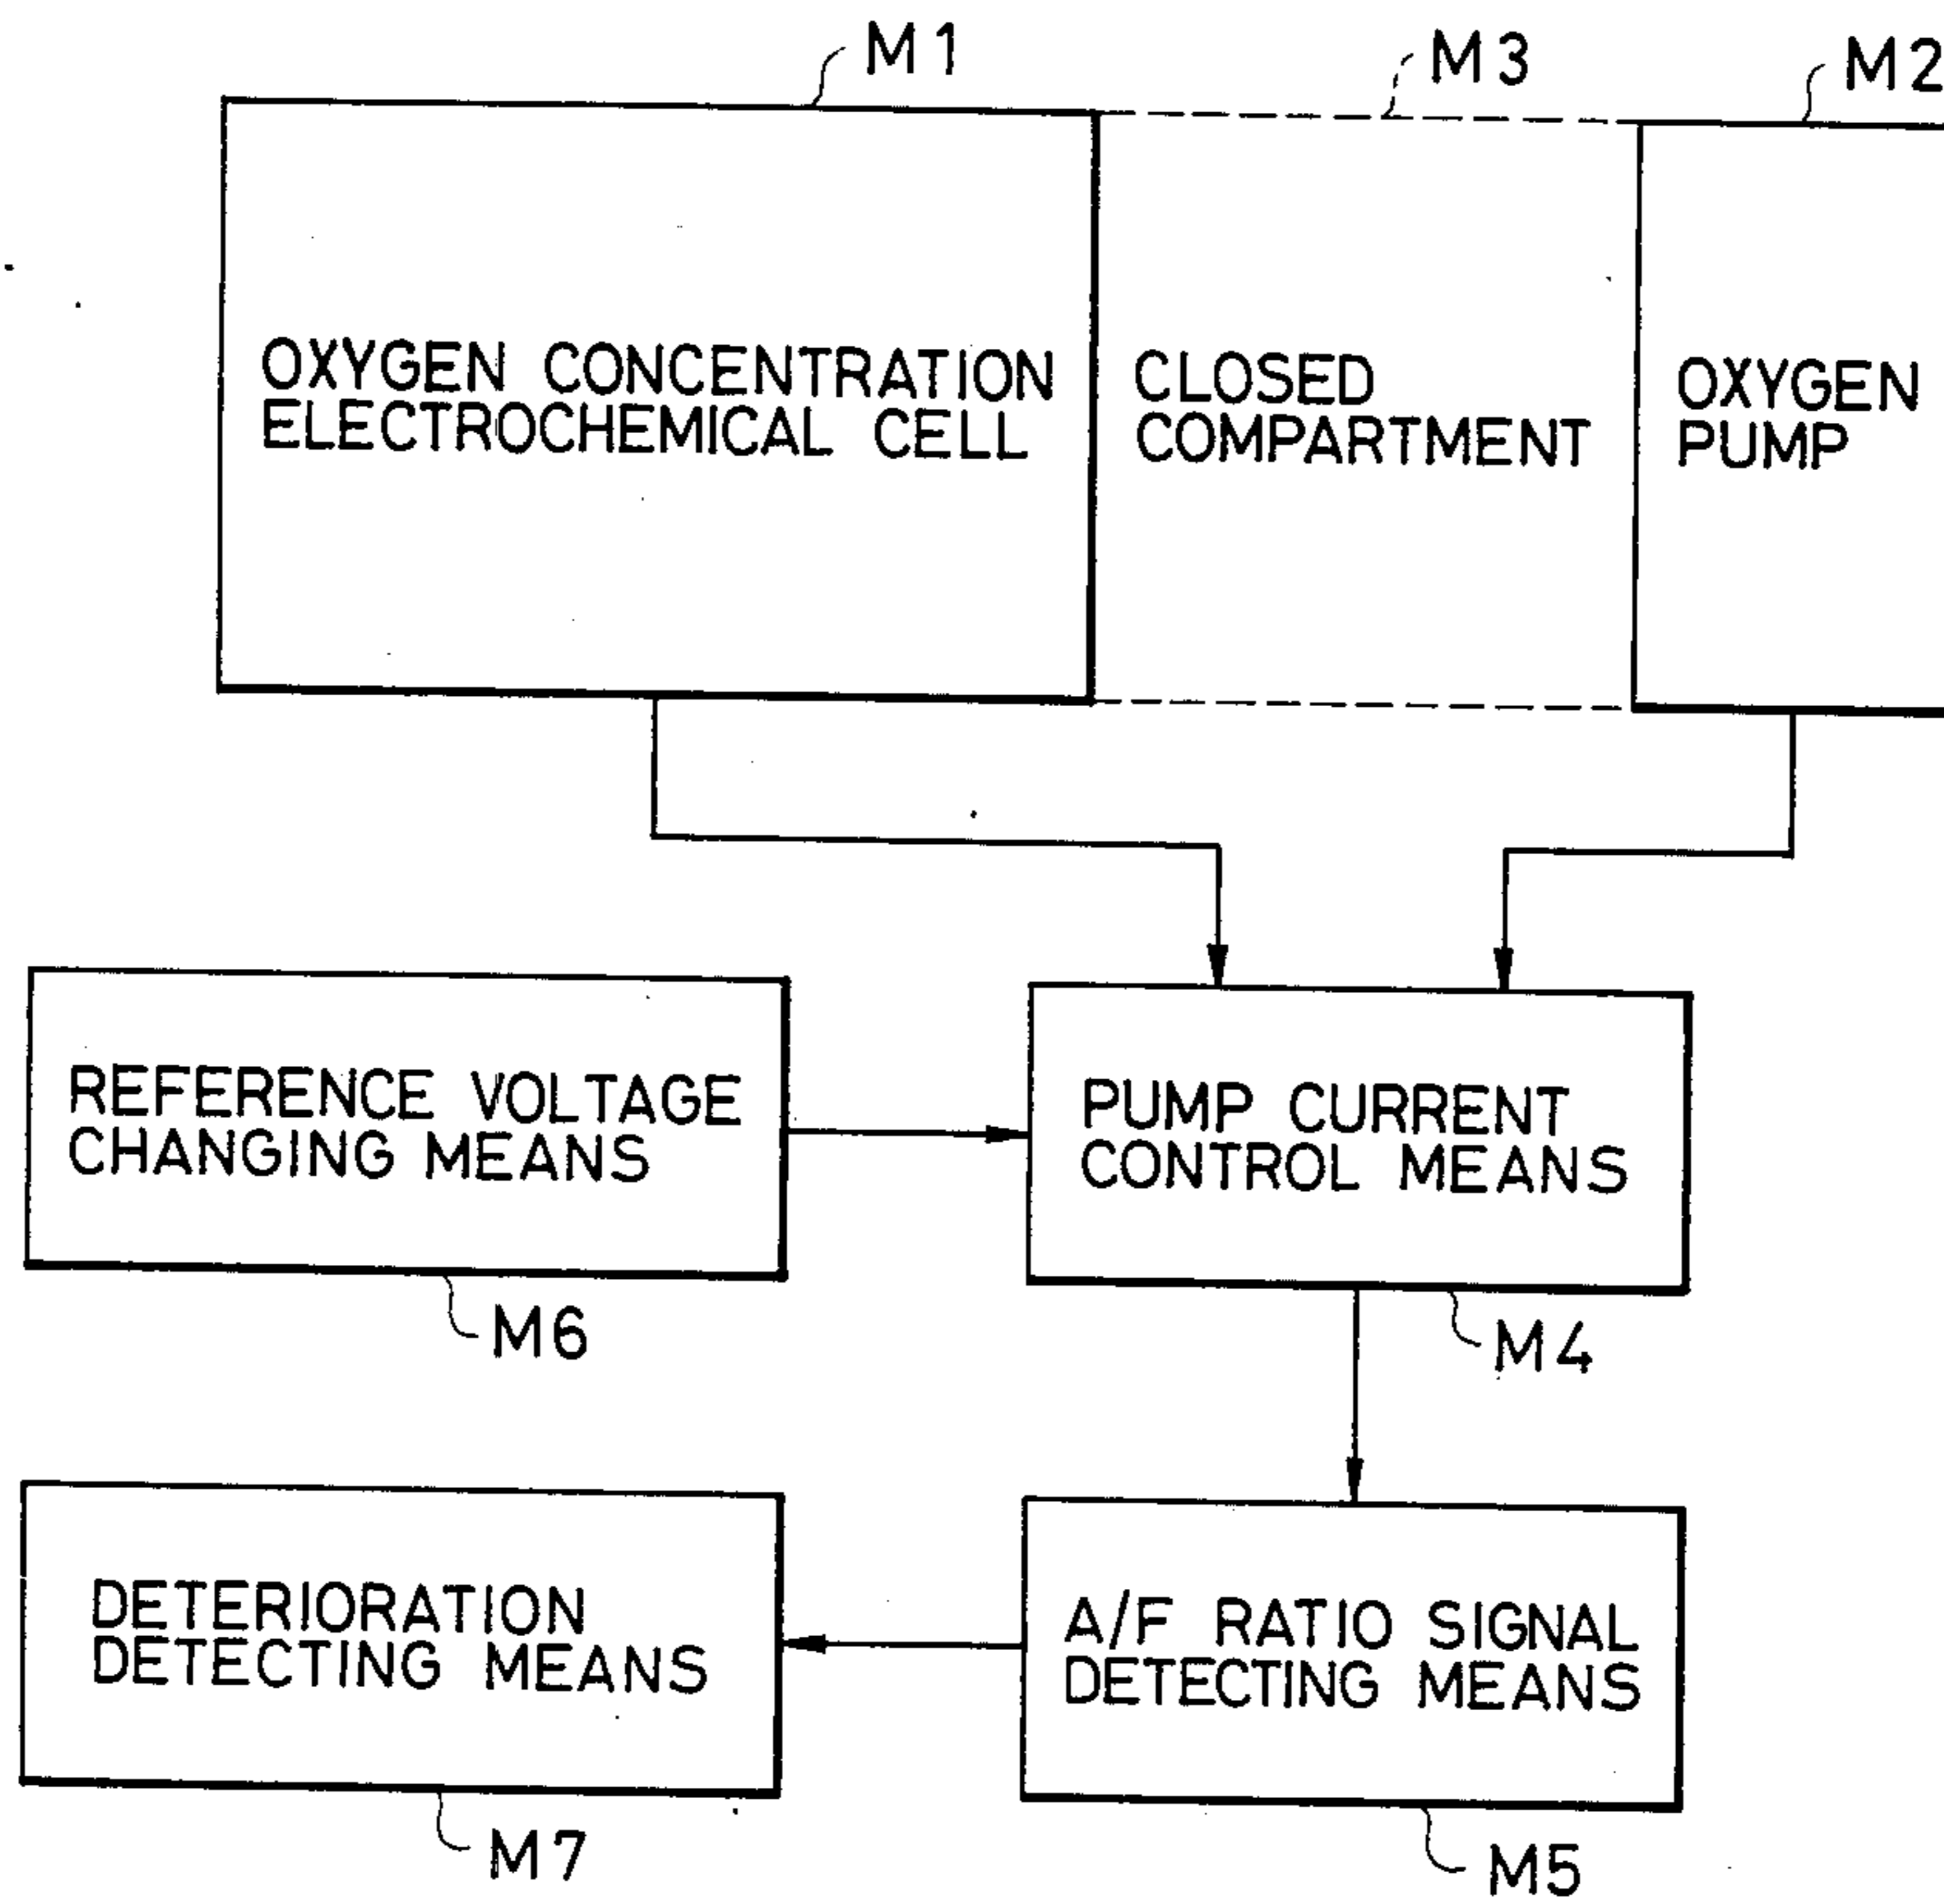 M1
M3
M2
OXYGEN CONCENTRATION
ELECTROCHEMICAL CELL
CLOSED
COMPARTMENT
OXYGEN
PUMP
REFERENCE VOLTAGE
CHANGING MEANS
PUMP CURRENT
CONTROL MEANS
M6
M4
DETERIORATION
DETECTING MEANS
A/F RATIO SIGNAL
DETECTING MEANS
M7
M5